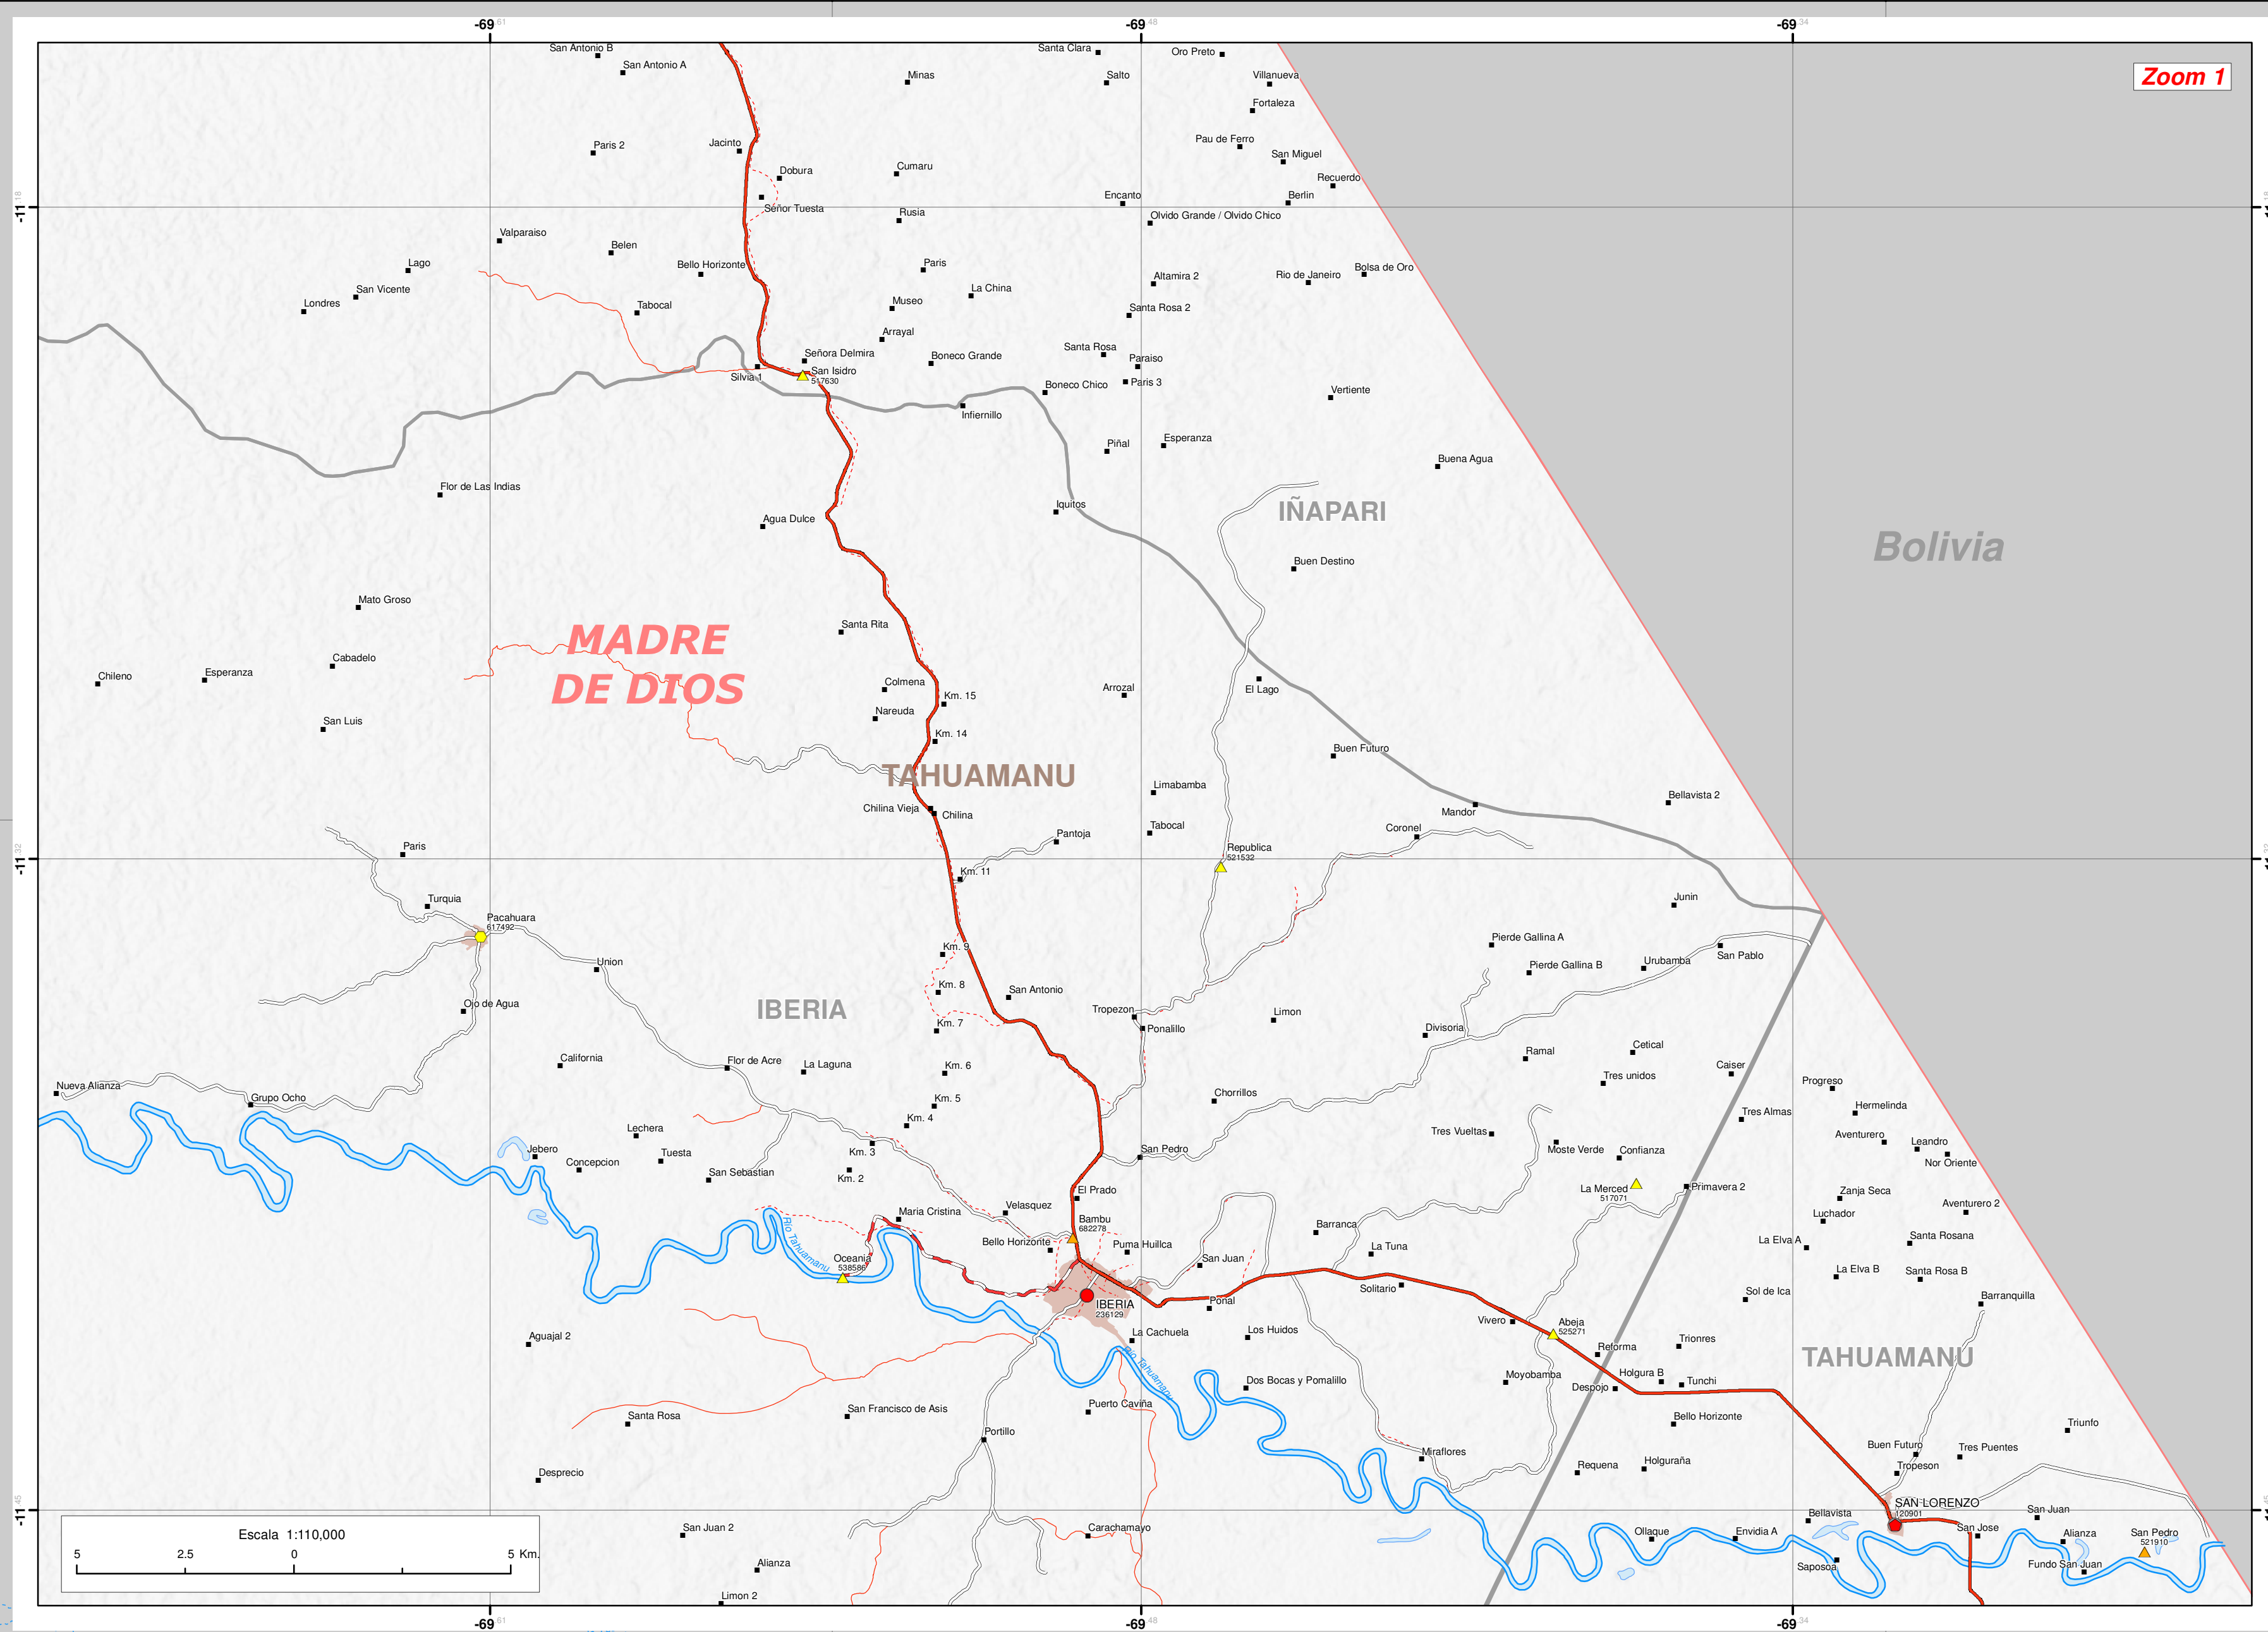 -69 61
-69 48
-69 34
Zoom 1
San Antonio B
San Antonio A
Minas
Santa Clara
Salto
Oro Preto
Villanueva
Fortaleza
Pau de Ferro
San Miguel
Recuerdo
Berlin
Paris 2
Jacinto
Dobura
Señor Tuesta
Cumaru
Encanto
-11 18
Olvido Grande / Olvido Chico
Rusia
Valparaiso
Belen
Bello Horizonte
Lago
San Vicente
Londres
Tabocal
Paris
La China
Museo
Arrayal
Altamira 2
Rio de Janeiro
Bolsa de Oro
Santa Rosa 2
Santa Rosa
Paraiso
Paris 3
Señora Delmira
San Isidro
517630
Silvia 1
Boneco Grande
Boneco Chico
Infiernillo
Vertiente
Piñal
Esperanza
Buena Agua
Flor de Las Indias
Agua Dulce
Iquitos
IÑAPARI
Bolivia
Buen Destino
Mato Groso
Santa Rita
MADRE
DE DIOS
Cabadelo
Esperanza
Chileno
San Luis
Colmena
Km. 15
Nareuda
Km. 14
Arrozal
El Lago
Buen Futuro
TAHUAMANU
Limabamba
Chilina Vieja
Chilina
Tabocal
Pantoja
Bellavista 2
Mandor
Coronel
-11 32
Republica
521532
Paris
Km. 11
Turquia
Pacahuara
617492
Junin
Pierde Gallina A
Pierde Gallina B
Urubamba
San Pablo
Union
Km. 9
Km. 8
San Antonio
Ojo de Agua
IBERIA
Km. 7
Tropezon
Ponalillo
Limon
Divisoria
Ramal
Cetical
California
Flor de Acre
La Laguna
Km. 6
Tres unidos
Caiser
Progreso
Nueva Alianza
Grupo Ocho
Km. 5
Km. 4
Chorrillos
Tres Almas
Hermelinda
Lechera
Tuesta
Jebero
Concepcion
San Sebastian
Km. 3
Km. 2
San Pedro
Tres Vueltas
Moste Verde
Confianza
Aventurero
Leandro
Nor Oriente
La Merced
517071
Primavera 2
Zanja Seca
Luchador
Aventurero 2
El Prado
Maria Cristina
Velasquez
Bambu
682278
Bello Horizonte
Puma Huillca
San Juan
Barranca
La Tuna
La Elva A
Santa Rosana
Rio Tahuamanu
Oceania
538586
Solitario
La Elva B
Santa Rosa B
Sol de Ica
Barranquilla
IBERIA
236129
Ponal
Vivero
Abeja
525271
Aguajal 2
La Cachuela
Los Huidos
Reforma
Trionres
TAHUAMANU
Rio Tahuamanu
Dos Bocas y Pomalillo
Moyobamba
Despojo
Holgura B
Tunchi
Santa Rosa
San Francisco de Asis
Puerto Caviña
Bello Horizonte
Triunfo
Portillo
Miraflores
Buen Futuro
Tropeson
Tres Puentes
Desprecio
Requena
Holguraña
-11 45
SAN LORENZO
120901
Escala 1:110,000
5
2.5
0
5 Km.
San Juan 2
Carachamayo
Ollaque
Envidia A
Bellavista
San Jose
San Juan
Alianza
San Pedro
521910
Alianza
Saposoa
Fundo San Juan
Limon 2
-69 61
-69 48
-69 34